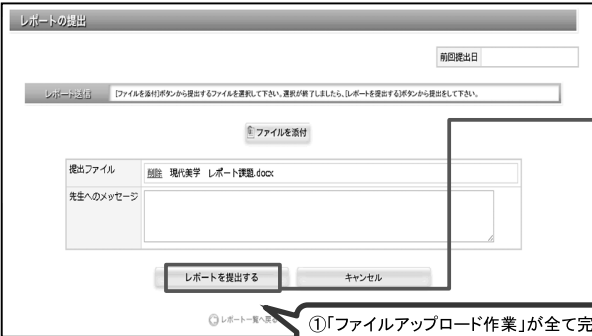 レポートの提出
前回提出日
レポート送信 [ファイルを添付]ボタンから提出するファイルを選択して下さい。選択が終了しましたら、[レポートを提出する]ボタンから提出をして下さい。
ファイルを添付
提出ファイル 削除 現代美学 レポート課題.docx
先生へのメッセージ
レポートを提出する キャンセル
レポート一覧へ戻る
①「ファイルアップロード作業」が全て完